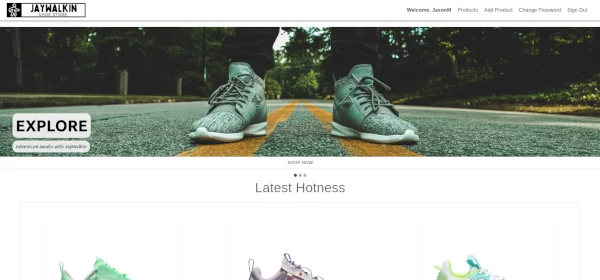 JAYWALKIN
SHOE STORE
Welcome, JasonM Products Add Product Change Password Sign Out
EXPLORE
Adventure awaits with JayWalkin
SHOP NOW
Latest Hotness